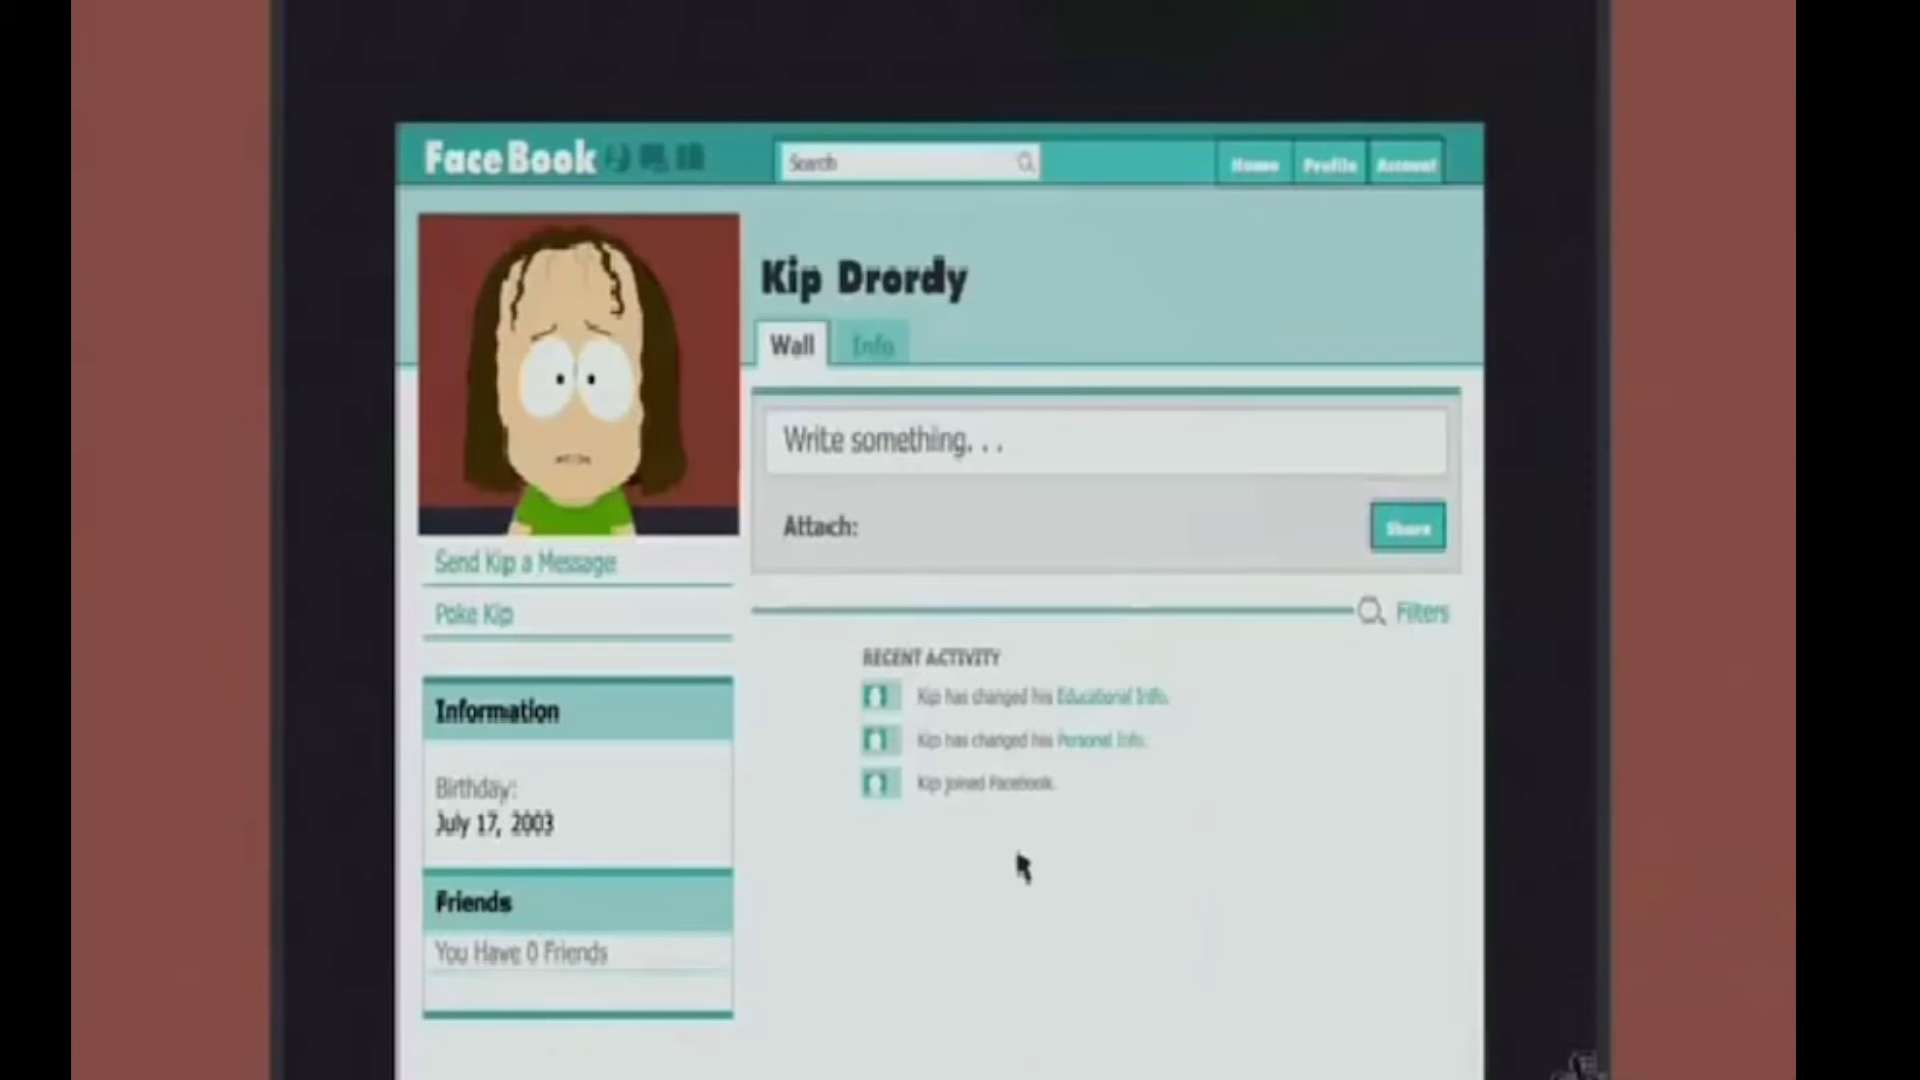 FaceBook
Search
Home
Profile
Account
Kip Drordy
Wall
Info
Write something. . .
Attach:
Share
Send Kip a Message
Poke Kip
Filters
RECENT ACTIVITY
Kip has changed his Educational Info.
Kip has changed his Personal Info.
Kip joined Facebook.
Information
Birthday:
July 17, 2003
Friends
You Have 0 Friends